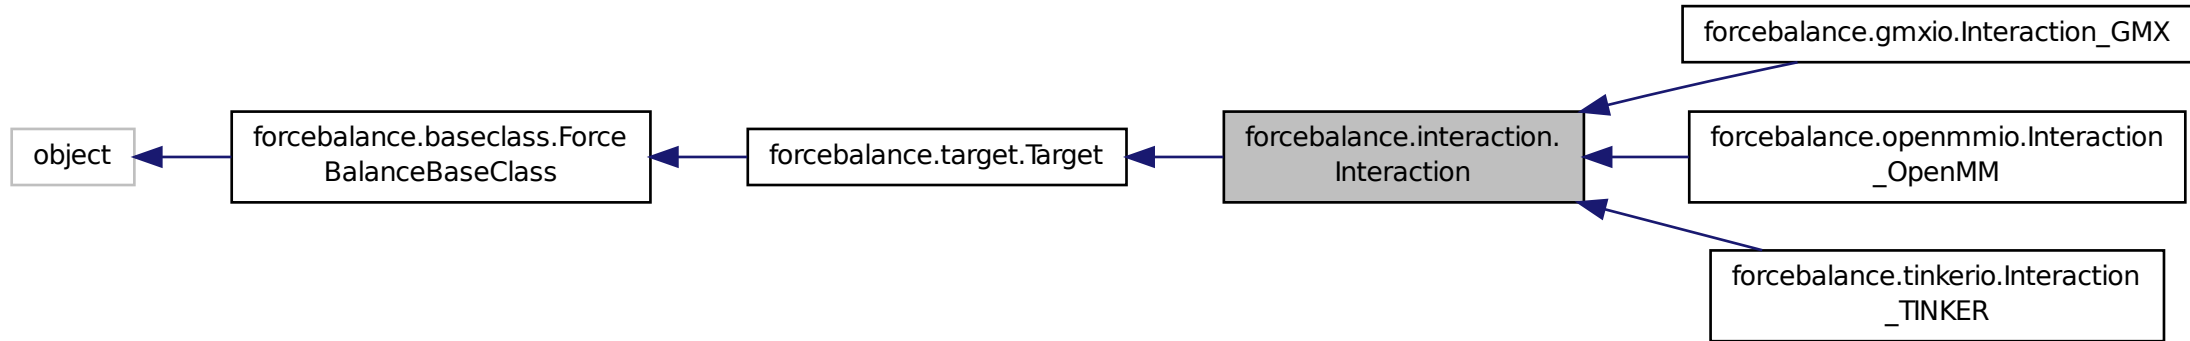 object
forcebalance.baseclass.Force
BalanceBaseClass
forcebalance.target.Target
forcebalance.interaction.
Interaction
forcebalance.gmxio.Interaction_GMX
forcebalance.openmmio.Interaction
_OpenMM
forcebalance.tinkerio.Interaction
_TINKER